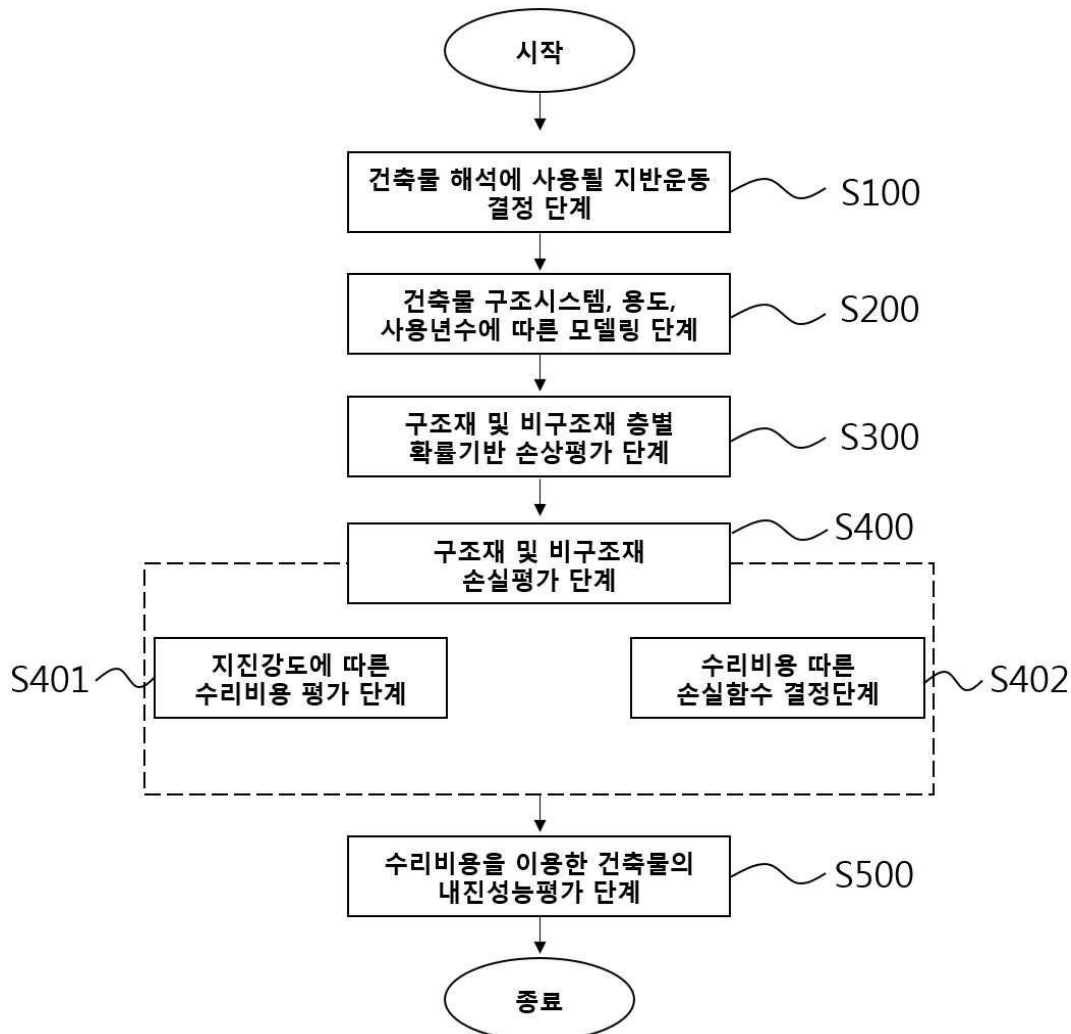 시작
건축물 해석에 사용될 지반운동
결정 단계
S100
건축물 구조시스템, 용도,
사용년수에 따른 모델링 단계
S200
구조재 및 비구조재 층별
확률기반 손상평가 단계
S300
구조재 및 비구조재
손실평가 단계
S400
S401
지진강도에 따른
수리비용 평가 단계
수리비용 따른
손실함수 결정단계
S402
수리비용을 이용한 건축물의
내진성능평가 단계
S500
종료